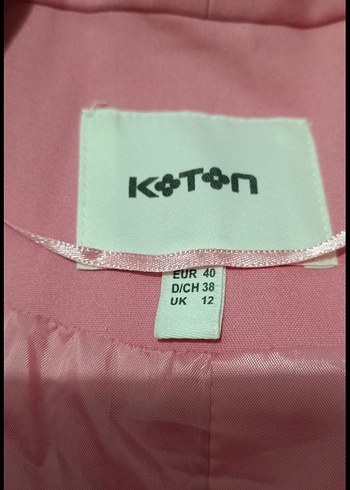 KOTON
EUR 40
D/CH 38
UK 12